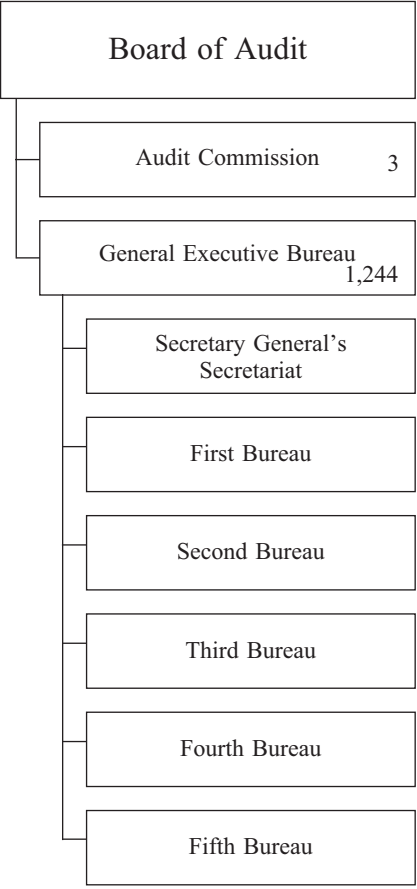 Board of Audit
Audit Commission 3
General Executive Bureau
1,244
Secretary General's
Secretariat
First Bureau
Second Bureau
Third Bureau
Fourth Bureau
Fifth Bureau